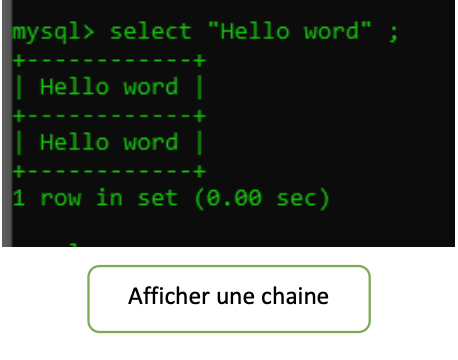 mysql> select "Hello word" ;
+------------+
| Hello word |
+------------+
| Hello word |
+------------+
1 row in set (0.00 sec)
Afficher une chaine